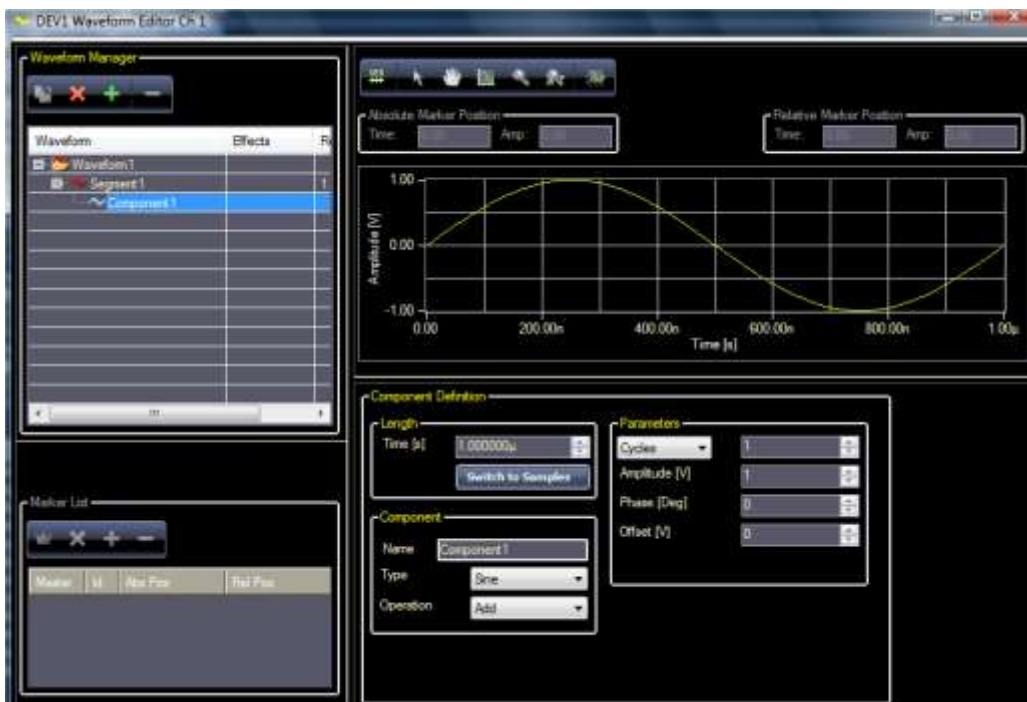 DEV1 Waveform Editor Ch 1
Waveform Manager
Waveform Effects
Waveform1
Segment1 1
Component1
Marker List
Marker Id Abs Pos Rel Pos
Absolute Marker Position
Time: Amp:
Relative Marker Position
Time: Amp:
Amplitude [V]
1.00
0.00
-1.00
0.00 200.00n 400.00n 600.00n 800.00n 1.00µ
Time [s]
Component Definition
Length
Time [s] 1.000000µ
Switch to Samples
Component
Name Component1
Type Sine
Operation Add
Parameters
Cycles 1
Amplitude [V] 1
Phase [Deg] 0
Offset [V] 0